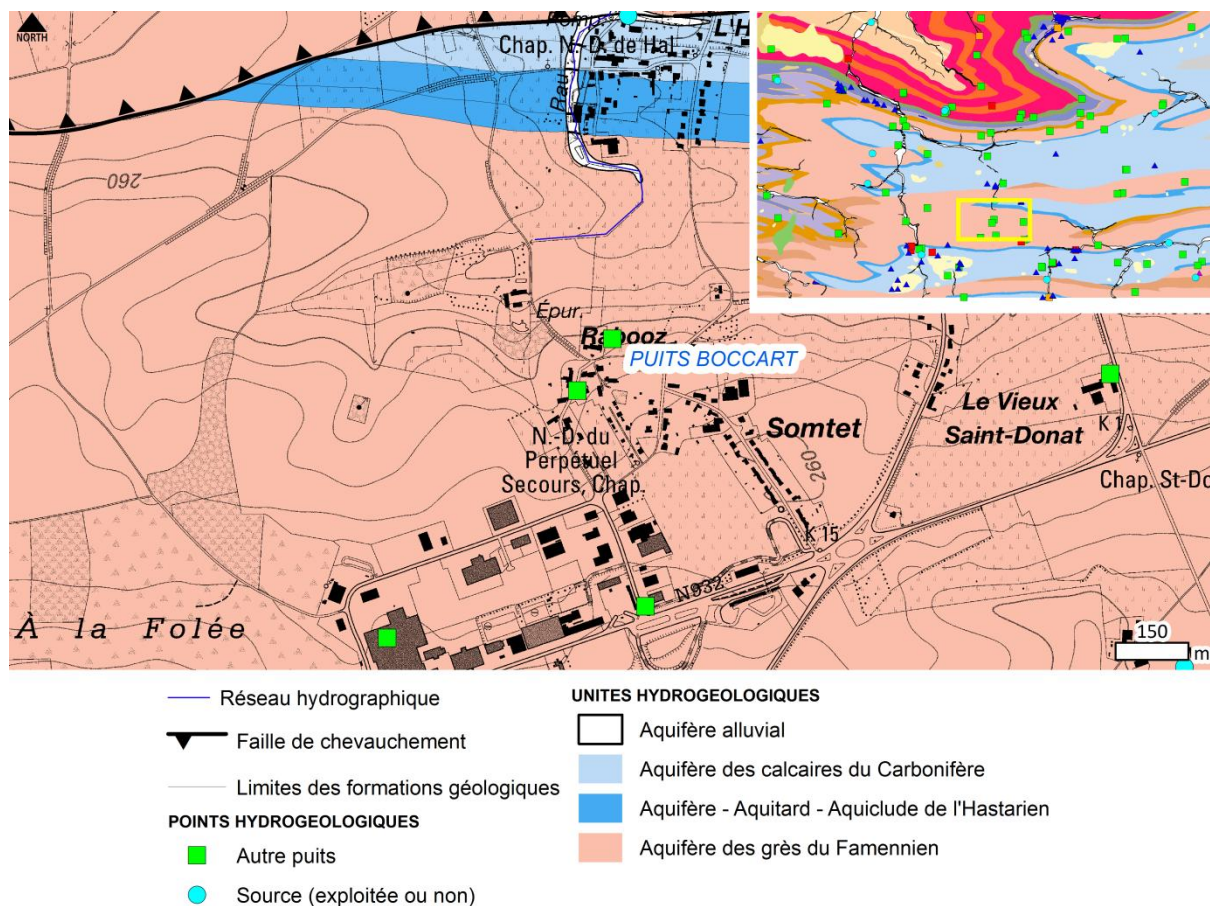 NORTH
Chap. N.-D. de Hal
260
Épur.
Rabooz
PUITS BOCCART
N.-D. du
Perpétuel
Secours, Chap.
Somtet
260
Le Vieux
Saint-Donat
K 1
Chap. St-Do
K 15
N932
À la Folée
150
m
Réseau hydrographique
Faille de chevauchement
Limites des formations géologiques
POINTS HYDROGEOLOGIQUES
Autre puits
Source (exploitée ou non)
UNITES HYDROGEOLOGIQUES
Aquifère alluvial
Aquifère des calcaires du Carbonifère
Aquifère - Aquitard - Aquiclude de l'Hastarien
Aquifère des grès du Famennien